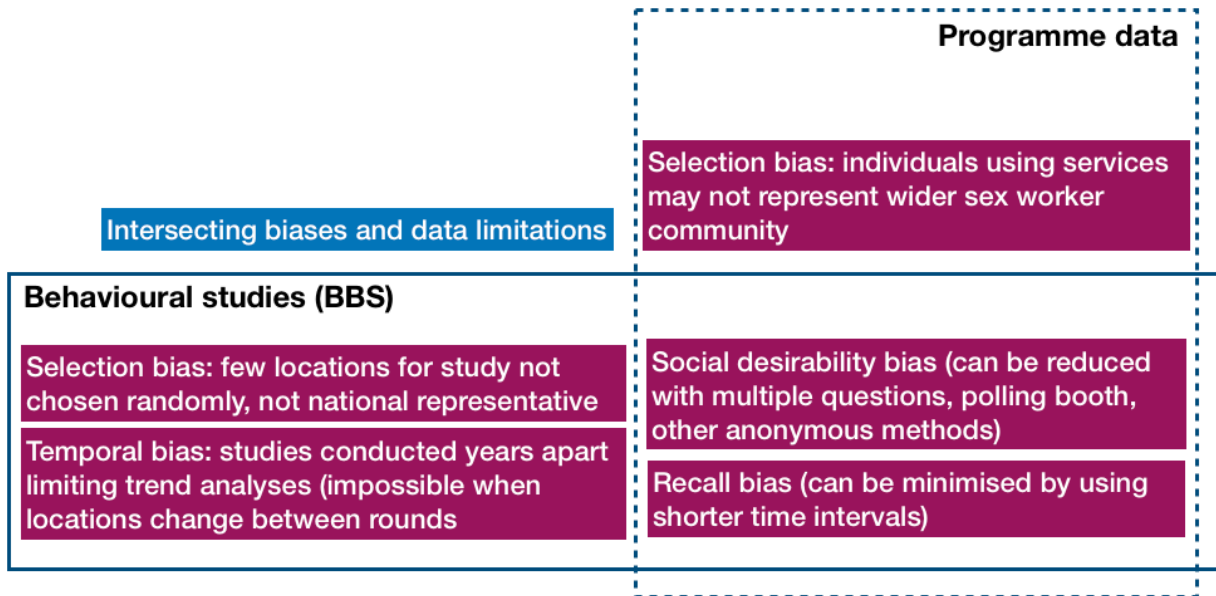 Programme data
Selection bias: individuals using services
may not represent wider sex worker
community
Intersecting biases and data limitations
Behavioural studies (BBS)
Selection bias: few locations for study not
chosen randomly, not national representative
Temporal bias: studies conducted years apart
limiting trend analyses (impossible when
locations change between rounds
Social desirability bias (can be reduced
with multiple questions, polling booth,
other anonymous methods)
Recall bias (can be minimised by using
shorter time intervals)